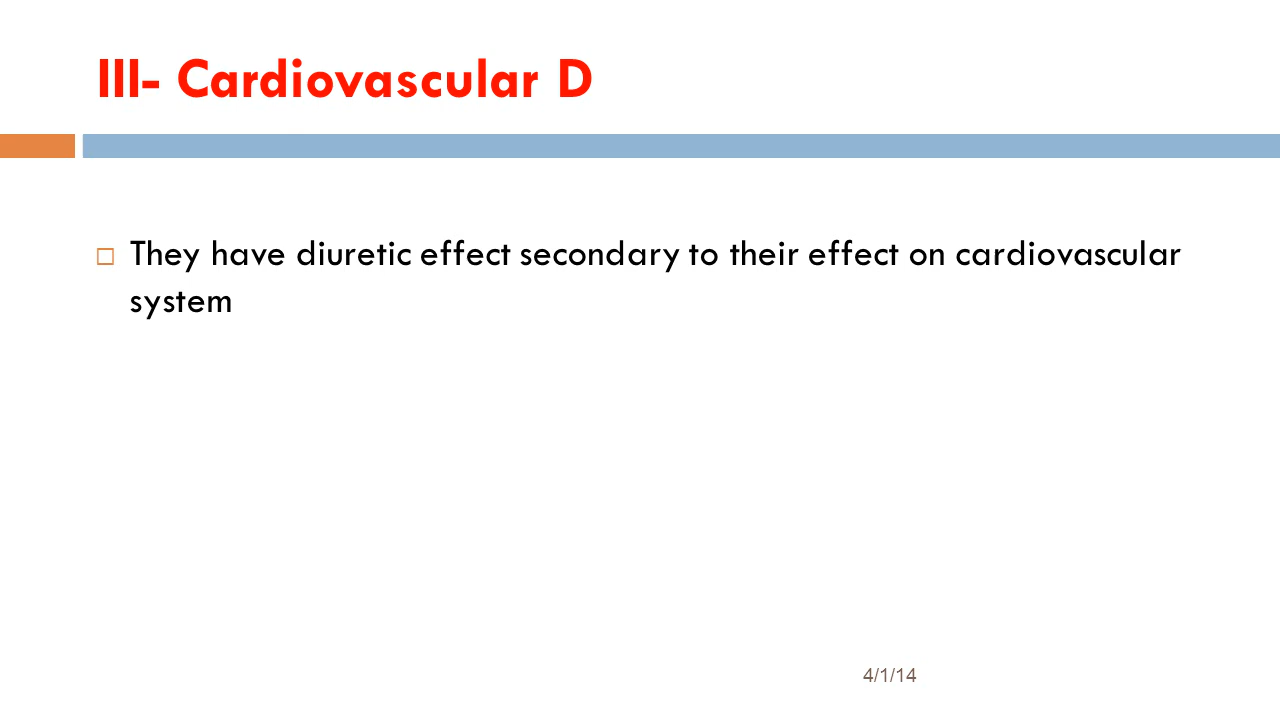 III- Cardiovascular D
They have diuretic effect secondary to their effect on cardiovascular
system
4/1/14